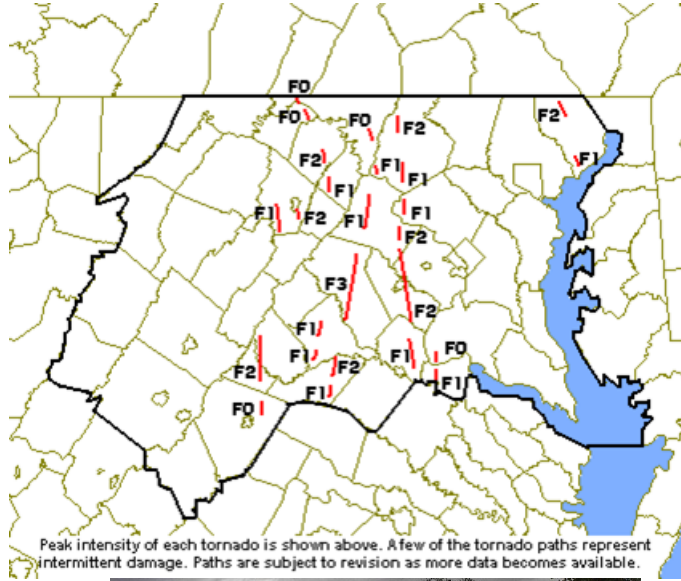 F0
F0
F0
F2
F2
F2
F1
F1
F1
F1
F1
F2
F1
F1
F2
F3
F2
F1
F1
F2
F1
F0
F2
F1
F1
F0
Peak intensity of each tornado is shown above. A few of the tornado paths represent
intermittent damage. Paths are subject to revision as more data becomes available.